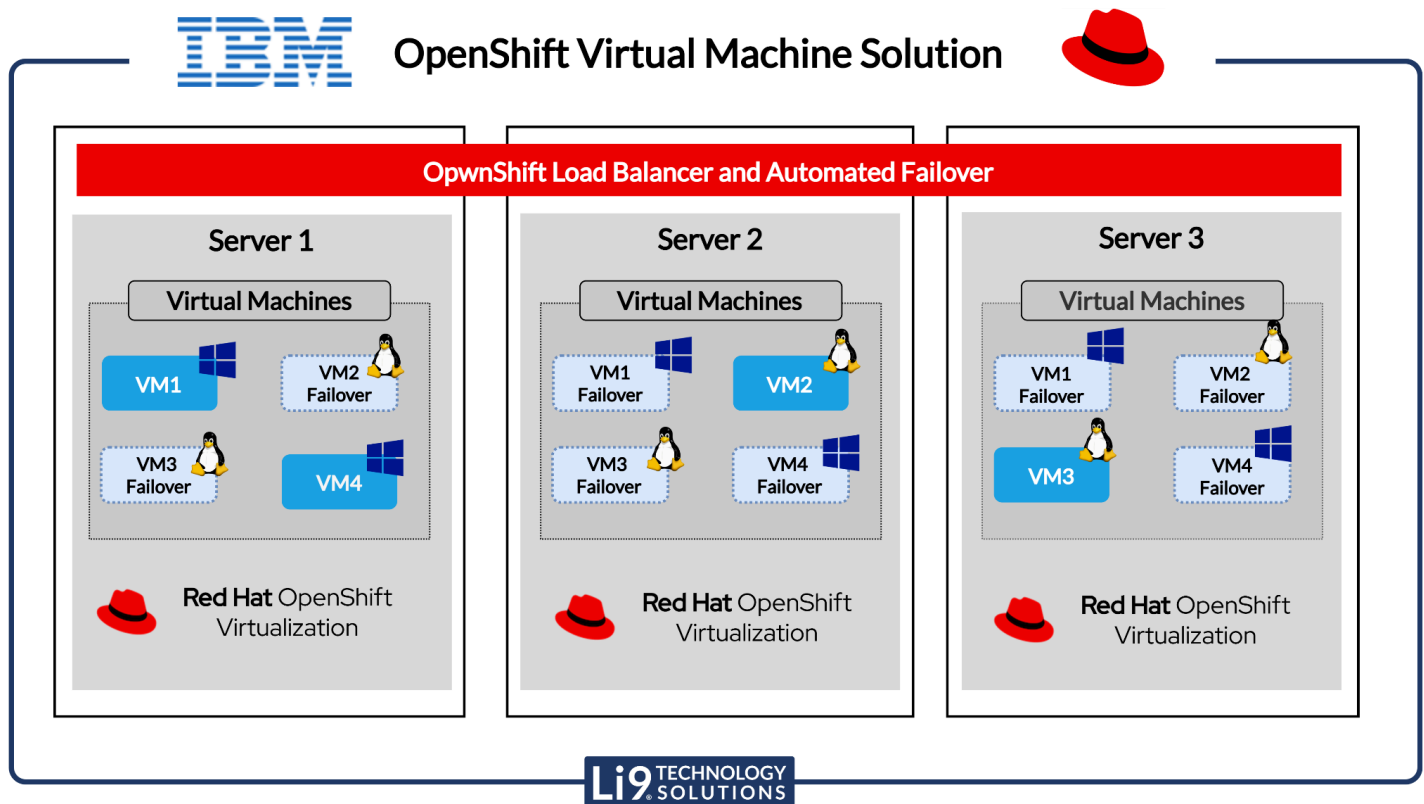 IBM
OpenShift Virtual Machine Solution
OpwnShift Load Balancer and Automated Failover
Server 1
Virtual Machines
VM1
VM2
Failover
VM3
Failover
VM4
Red Hat OpenShift
Virtualization
Server 2
Virtual Machines
VM1
Failover
VM2
VM3
Failover
VM4
Failover
Red Hat OpenShift
Virtualization
Server 3
Virtual Machines
VM1
Failover
VM2
Failover
VM3
VM4
Failover
Red Hat OpenShift
Virtualization
Li9® TECHNOLOGY
SOLUTIONS